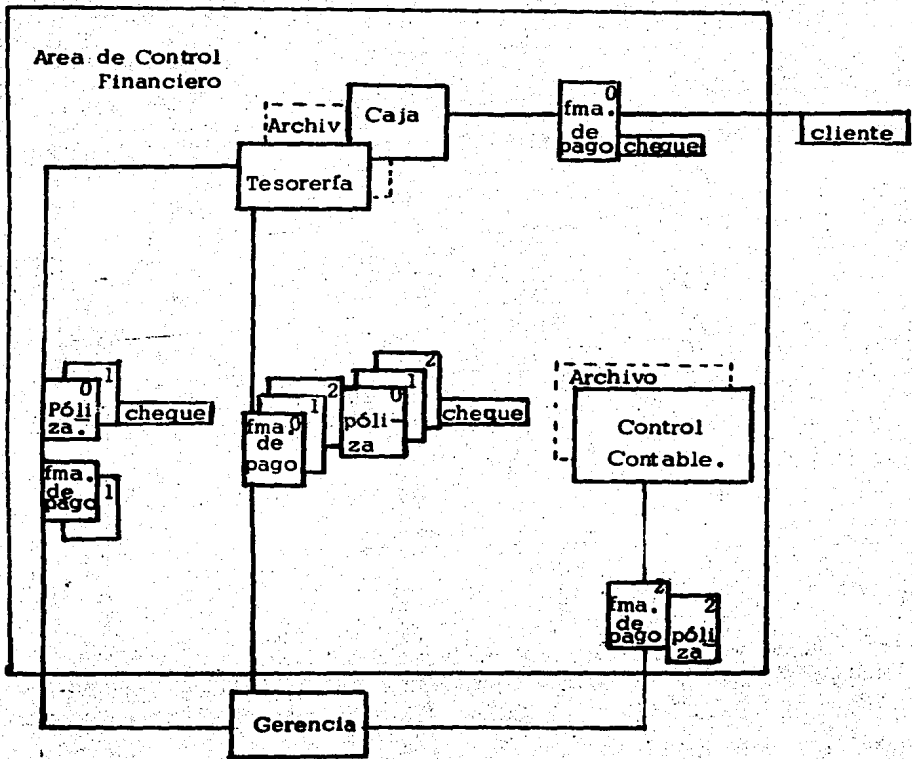 Area de Control
Financiero
Archiv
Caja
Tesorería
0
fma.
de
pago
cheque
cliente
1
0
Póli
za.
cheque
fma.
de
pago
1
2
1
fma.
0
de
pago
2
1
0
póli-
za
cheque
Archivo
Control
Contable.
2
fma.
de
pago
2
póli
za
Gerencia